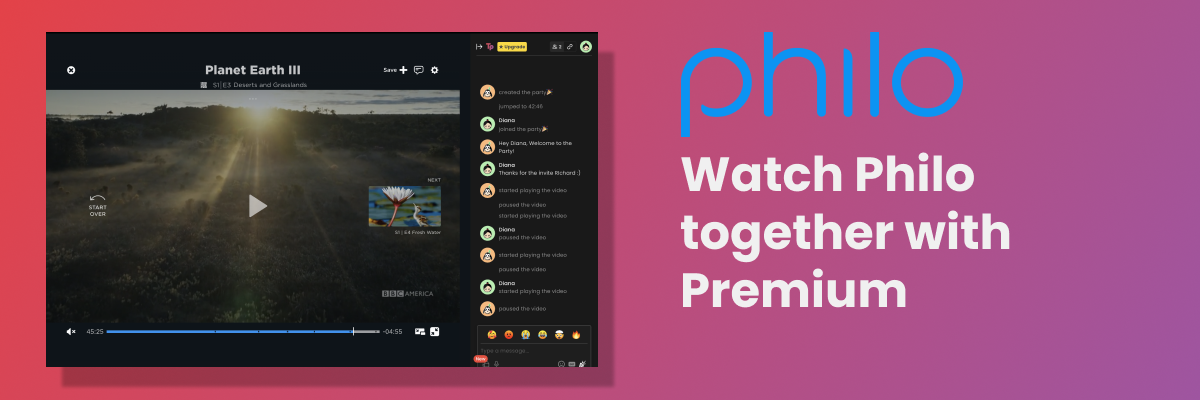 Planet Earth III
S1|E3 Deserts and Grasslands
Save
START
OVER
NEXT
S1 | E4 Fresh Water
BBC AMERICA
45:25
-04:55
Tp
Upgrade
2
created the party
jumped to 42:46
Diana
joined the party
Hey Diana, Welcome to the
Party!
Diana
Thanks for the invite Richard :)
started playing the video
paused the video
started playing the video
Diana
paused the video
started playing the video
paused the video
Diana
started playing the video
paused the video
Type a message...
New
philo
Watch Philo
together with
Premium